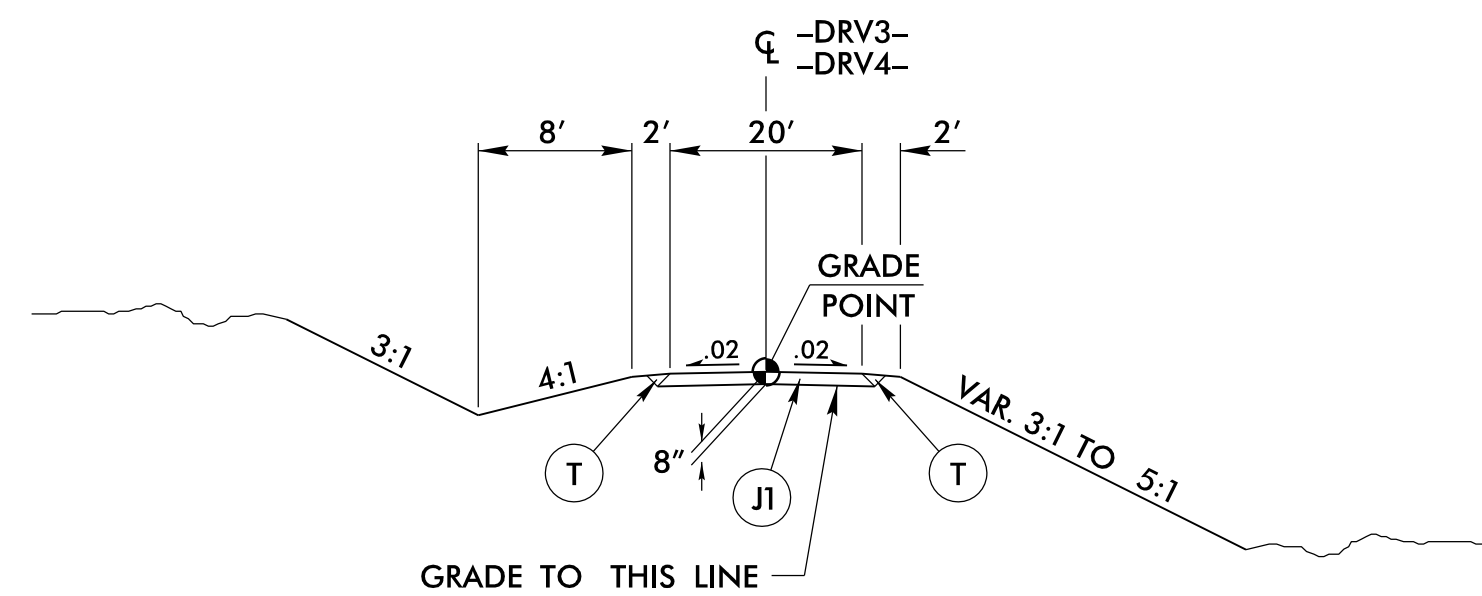 ℄ –DRV3–
–DRV4–
8' 2' 20' 2'
GRADE
POINT
.02 .02
3:1
4:1
VAR. 3:1 TO 5:1
8"
T
J1
T
GRADE TO THIS LINE